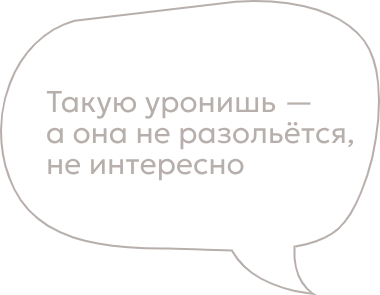 Такую уронишь —
а она не разольётся,
не интересно